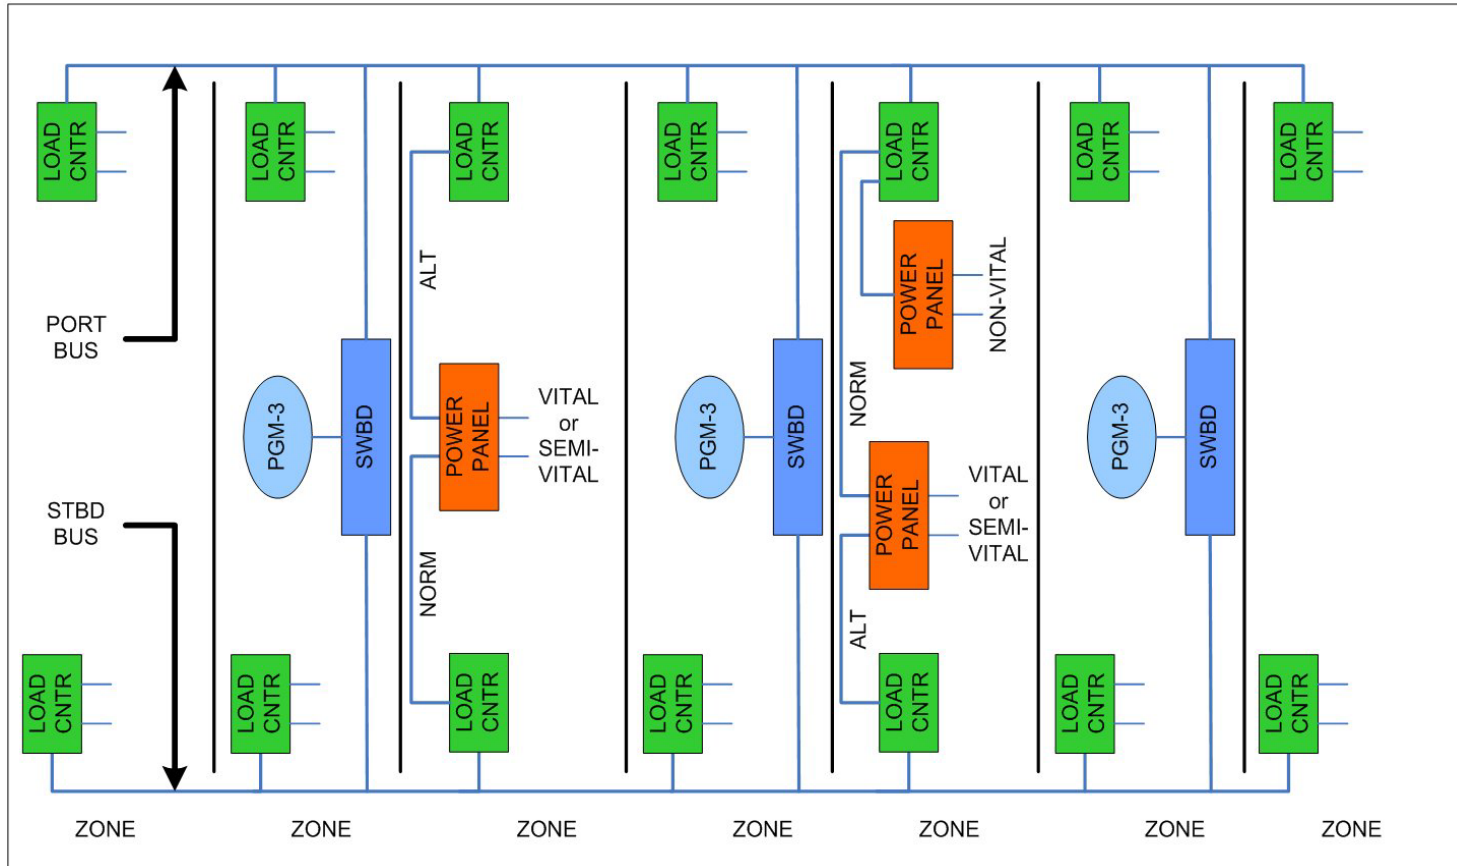 LOAD
CNTR
LOAD
CNTR
LOAD
CNTR
LOAD
CNTR
LOAD
CNTR
LOAD
CNTR
LOAD
CNTR
PORT
BUS
STBD
BUS
PGM-3
SWBD
ALT
NORM
POWER
PANEL
VITAL
or
SEMI-
VITAL
PGM-3
SWBD
NORM
ALT
POWER
PANEL
NON-VITAL
POWER
PANEL
VITAL
or
SEMI-
VITAL
PGM-3
SWBD
LOAD
CNTR
LOAD
CNTR
LOAD
CNTR
LOAD
CNTR
LOAD
CNTR
LOAD
CNTR
LOAD
CNTR
ZONE
ZONE
ZONE
ZONE
ZONE
ZONE
ZONE